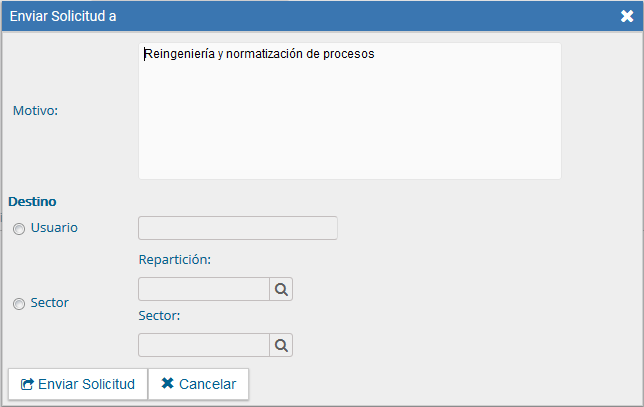 Enviar Solicitud a
Reingeniería y normatización de procesos
Motivo:
Destino
Usuario
Repartición:
Sector
Sector:
Enviar Solicitud
Cancelar